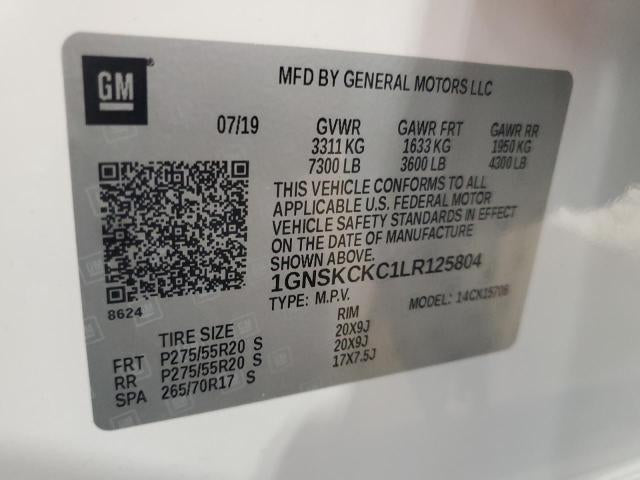 GM
MFD BY GENERAL MOTORS LLC
07/19 GVWR GAWR FRT GAWR RR
3311 KG 1633 KG 1950 KG
7300 LB 3600 LB 4300 LB
THIS VEHICLE CONFORMS TO ALL
APPLICABLE U.S. FEDERAL MOTOR
VEHICLE SAFETY STANDARDS IN EFFECT
ON THE DATE OF MANUFACTURE
SHOWN ABOVE.
1GNSKCKC1LR125804
TYPE: M.P.V. MODEL: 14CK15706
8624
TIRE SIZE RIM
FRT P275/55R20 S 20X9J
RR P275/55R20 S 20X9J
SPA 265/70R17 S 17X7.5J